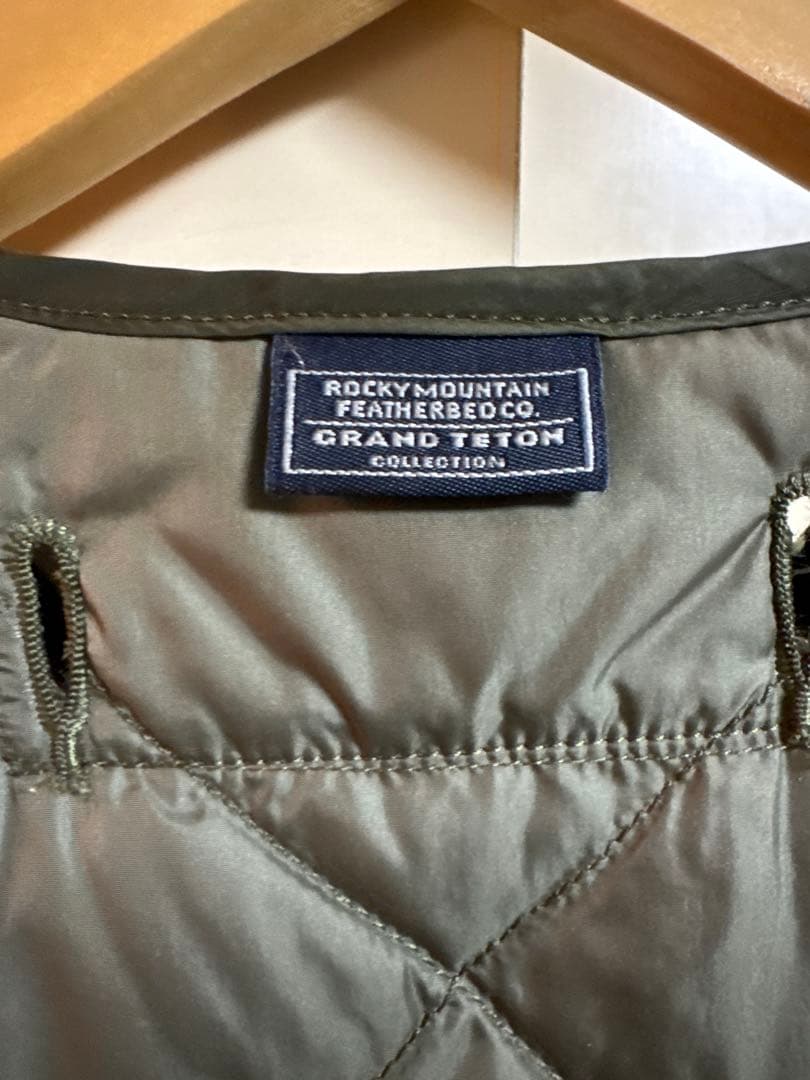 ROCKY MOUNTAIN
FEATHERBED CO.
GRAND TETON
COLLECTION